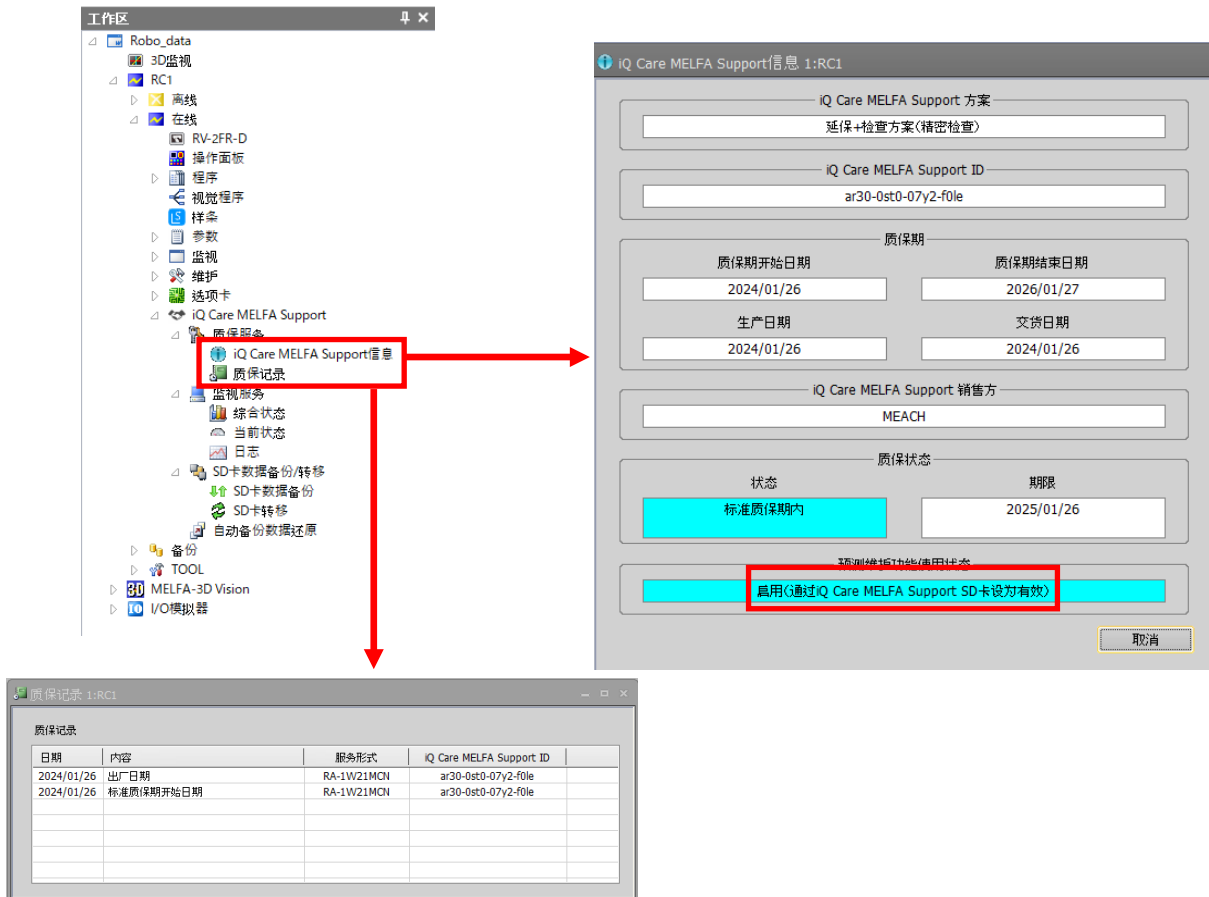 工作区
Robo_data
3D监视
RC1
离线
在线
RV-2FR-D
操作面板
程序
视觉程序
样条
参数
监视
维护
选项卡
iQ Care MELFA Support
质保服务
iQ Care MELFA Support信息
质保记录
监视服务
综合状态
当前状态
日志
SD卡数据备份/转移
SD卡数据备份
SD卡转移
自动备份数据还原
备份
TOOL
MELFA-3D Vision
I/O模拟器
iQ Care MELFA Support信息 1:RC1
iQ Care MELFA Support 方案
延保+检查方案(精密检查)
iQ Care MELFA Support ID
ar30-0st0-07y2-f0le
质保期
质保期开始日期 质保期结束日期
2024/01/26 2026/01/27
生产日期 交货日期
2024/01/26 2024/01/26
iQ Care MELFA Support 销售方
MEACH
质保状态
状态 期限
标准质保期内 2025/01/26
预测维护功能使用状态
启用(通过iQ Care MELFA Support SD卡设为有效)
取消
质保记录 1:RC1
质保记录
日期 内容 服务形式 iQ Care MELFA Support ID
2024/01/26 出厂日期 RA-1W21MCN ar30-0st0-07y2-f0le
2024/01/26 标准质保期开始日期 RA-1W21MCN ar30-0st0-07y2-f0le